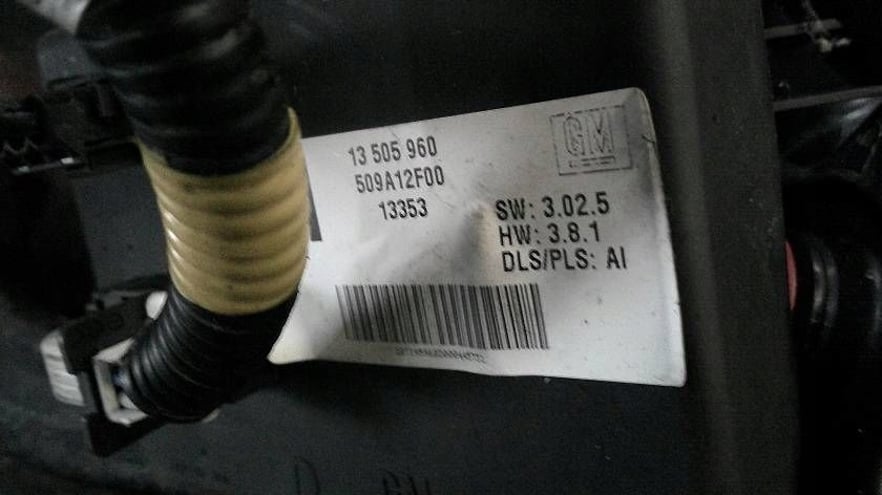 13 505 960
509A12F00
13353
GM
SW: 3.02.5
HW: 3.8.1
DLS/PLS: AI